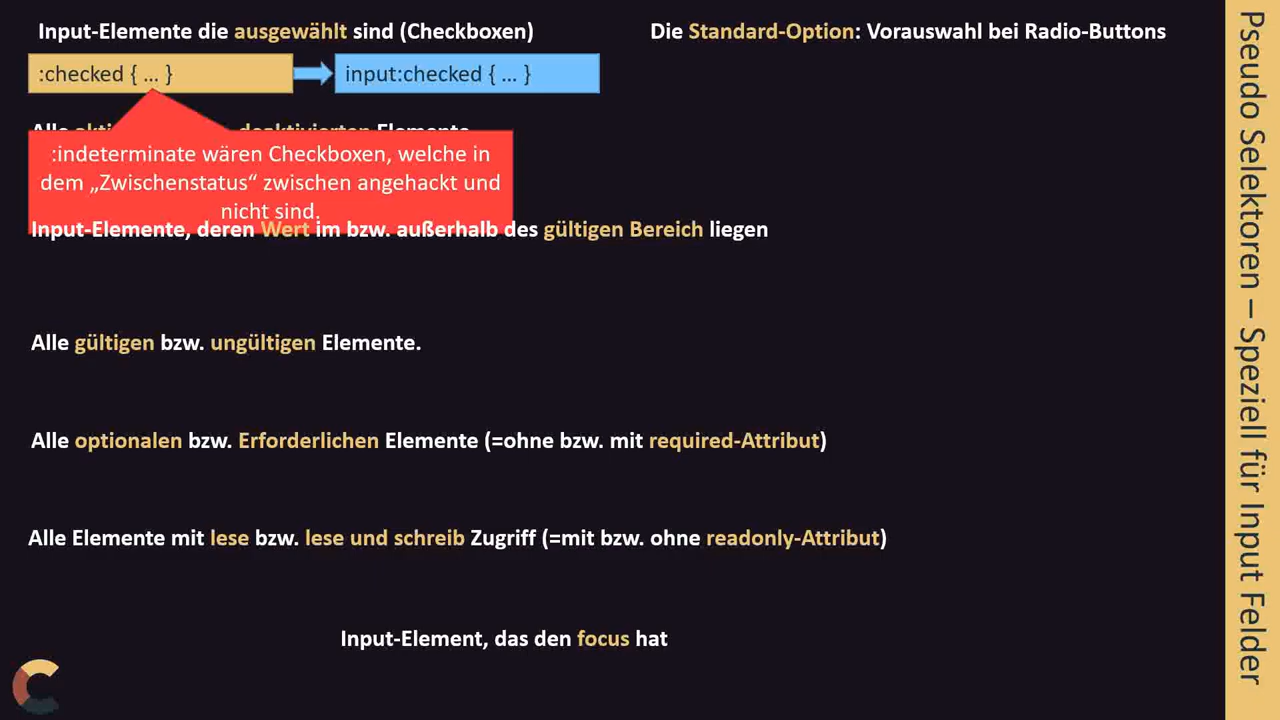 Input-Elemente die ausgewählt sind (Checkboxen)
Die Standard-Option: Vorauswahl bei Radio-Buttons
:checked { ... }
input:checked { ... }
Alle Elemente
:indeterminate wären Checkboxen, welche in
dem „Zwischenstatus“ zwischen angehackt und
nicht sind.
Input-Elemente, deren Wert im bzw. außerhalb des gültigen Bereich liegen
Alle gültigen bzw. ungültigen Elemente.
Alle optionalen bzw. Erforderlichen Elemente (=ohne bzw. mit required-Attribut)
Alle Elemente mit lese bzw. lese und schreib Zugriff (=mit bzw. ohne readonly-Attribut)
Input-Element, das den focus hat
Pseudo Selektoren – Speziell für Input Felder